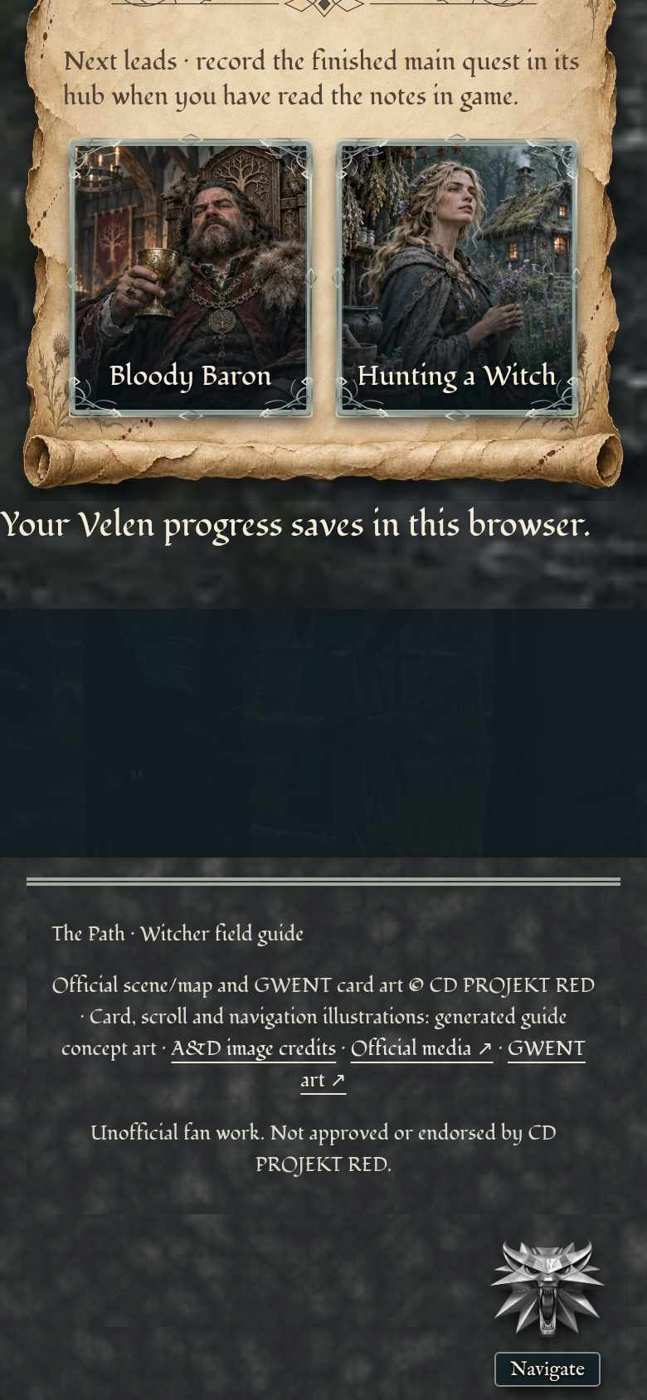 Next leads · record the finished main quest in its
hub when you have read the notes in game.
Bloody Baron
Hunting a Witch
Your Velen progress saves in this browser.
The Path · Witcher field guide
Official scene/map and GWENT card art © CD PROJEKT RED
· Card, scroll and navigation illustrations: generated guide
concept art · A&D image credits · Official media ↗ · GWENT
art ↗
Unofficial fan work. Not approved or endorsed by CD
PROJEKT RED.
Navigate